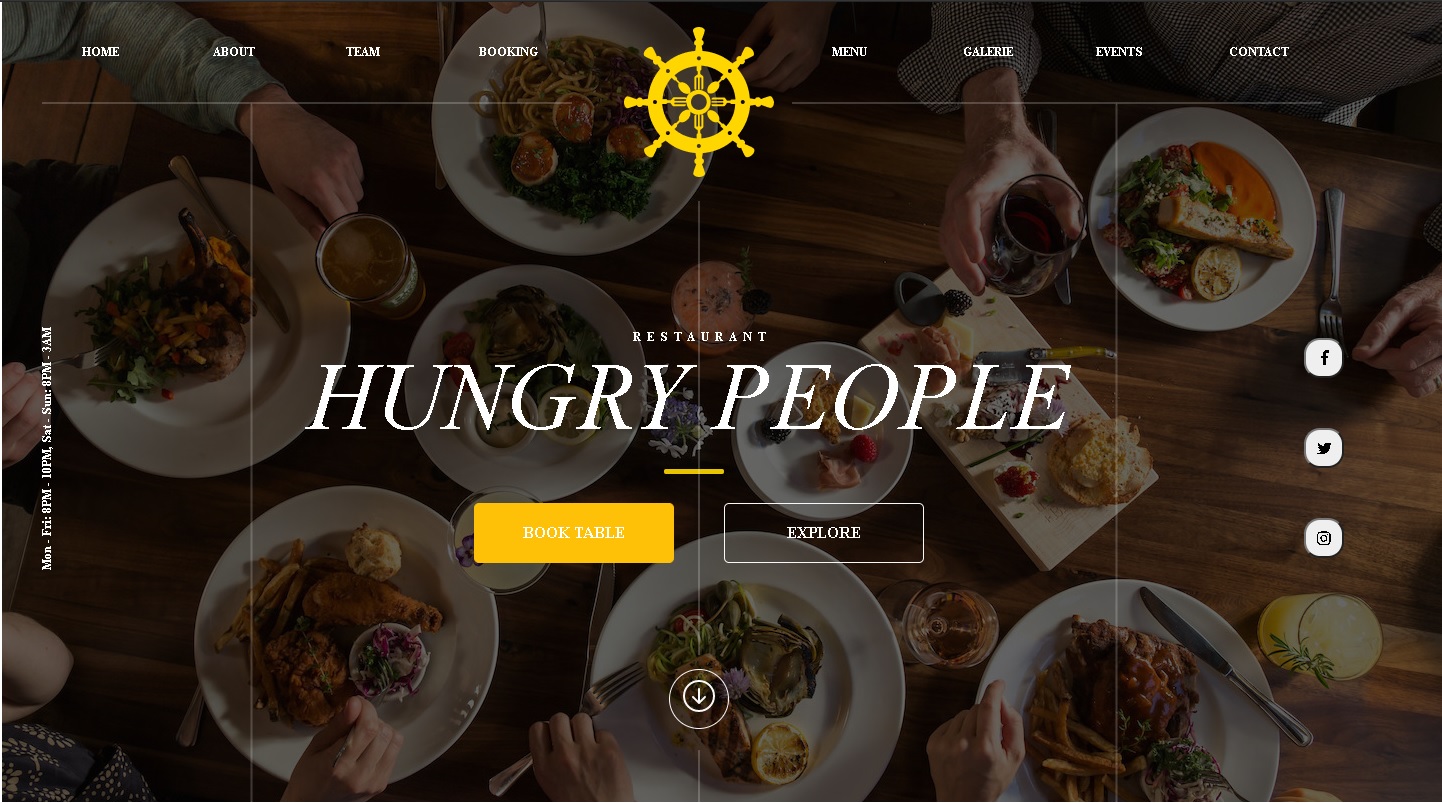 HOME
ABOUT
TEAM
BOOKING
MENU
GALERIE
EVENTS
CONTACT
RESTAURANT
HUNGRY PEOPLE
Mon - Fri: 8PM - 10PM, Sat - Sun: 8PM - 3AM
BOOK TABLE
EXPLORE